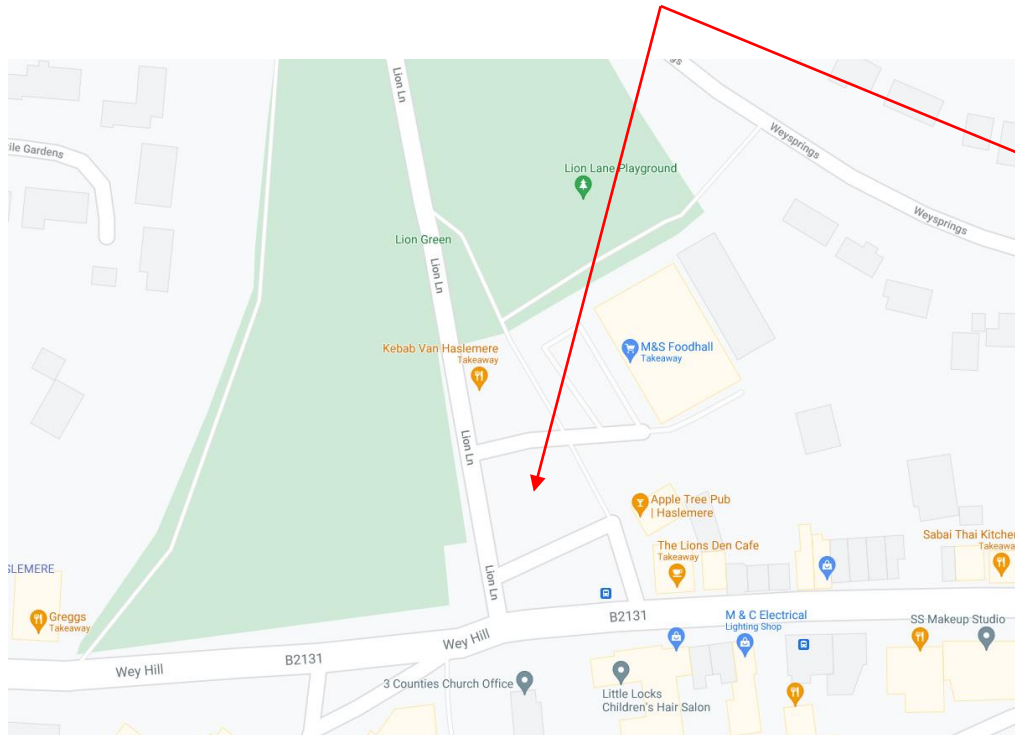 Lion Ln
gs
Weysprings
tile Gardens
Lion Lane Playground
Weysprings
Lion Green
Lion Ln
Kebab Van Haslemere
Takeaway
M&S Foodhall
Takeaway
Lion Ln
Apple Tree Pub
| Haslemere
Sabai Thai Kitchen
Takeaway
The Lions Den Cafe
Takeaway
SLEMERE
Lion Ln
Greggs
Takeaway
B2131
M & C Electrical
Lighting Shop
SS Makeup Studio
Wey Hill
B2131
Wey Hill
3 Counties Church Office
Little Locks
Children's Hair Salon